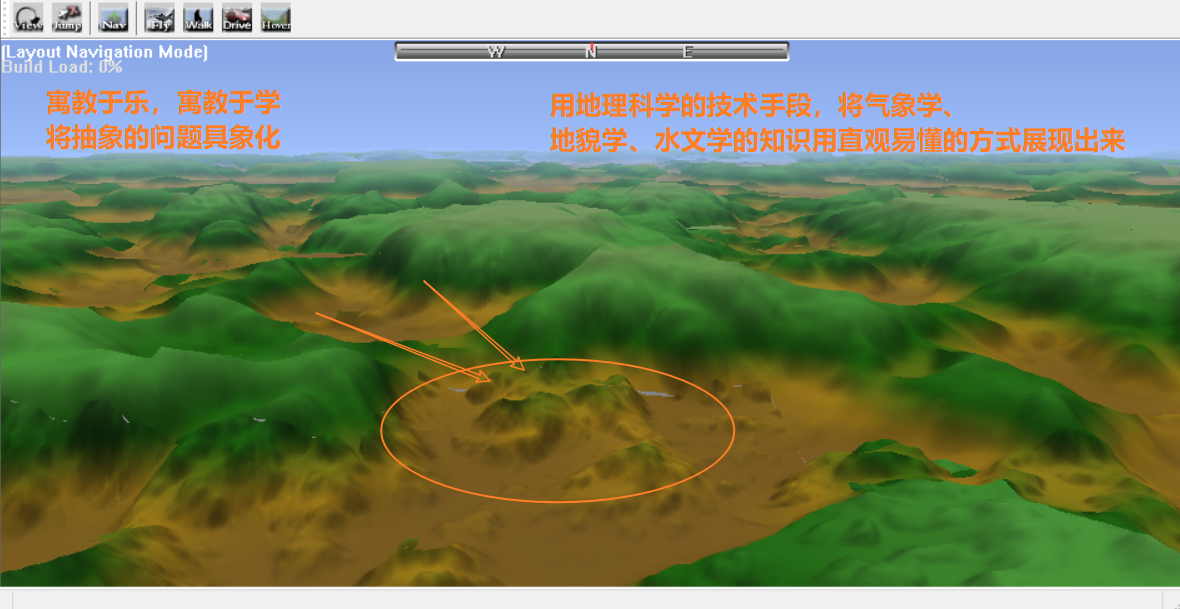 View Jump Nav Fly Walk Drive Hover
(Layout Navigation Mode)
Build Load: 0%
W N E
寓教于乐，寓教于学
将抽象的问题具象化
用地理科学的技术手段，将气象学、
地貌学、水文学的知识用直观易懂的方式展现出来